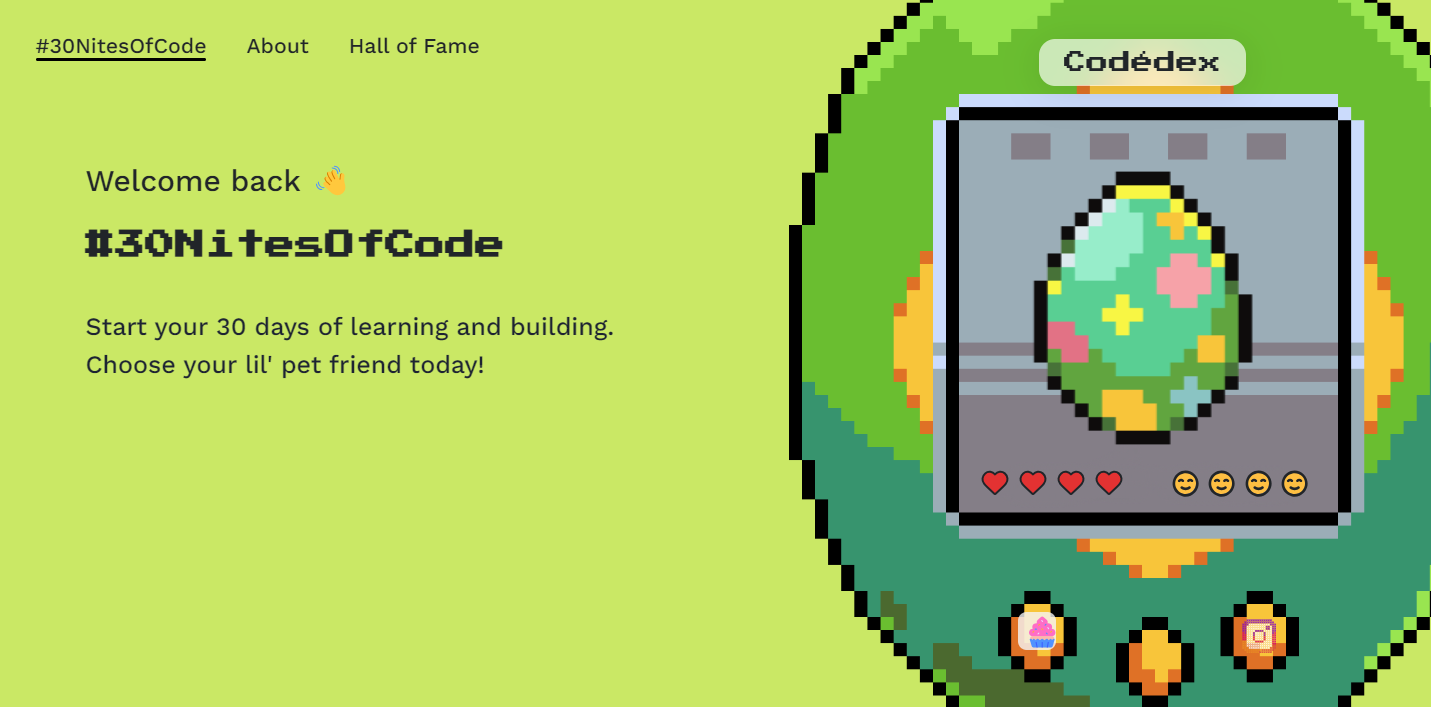 #30NitesOfCode
About
Hall of Fame
Codédex
Welcome back 👋
#30NitesOfCode
Start your 30 days of learning and building.
Choose your lil' pet friend today!